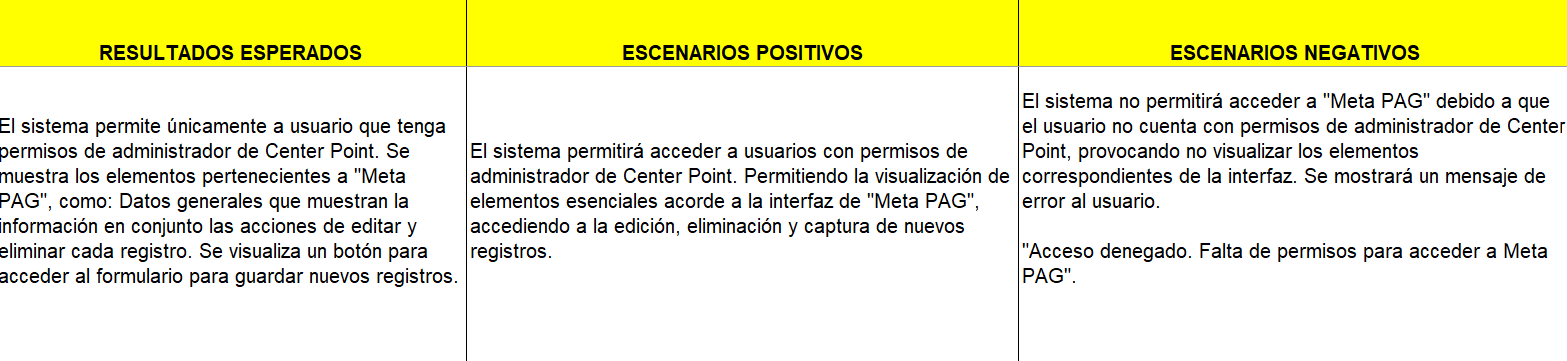 RESULTADOS ESPERADOS
ESCENARIOS POSITIVOS
ESCENARIOS NEGATIVOS
El sistema permite únicamente a usuario que tenga
permisos de administrador de Center Point. Se
muestra los elementos pertenecientes a "Meta
PAG", como: Datos generales que muestran la
información en conjunto las acciones de editar y
eliminar cada registro. Se visualiza un botón para
acceder al formulario para guardar nuevos registros.
El sistema permitirá acceder a usuarios con permisos de
administrador de Center Point. Permitiendo la visualización de
elementos esenciales acorde a la interfaz de "Meta PAG",
accediendo a la edición, eliminación y captura de nuevos
registros.
El sistema no permitirá acceder a "Meta PAG" debido a que
el usuario no cuenta con permisos de administrador de Center
Point, provocando no visualizar los elementos
correspondientes de la interfaz. Se mostrará un mensaje de
error al usuario.
"Acceso denegado. Falta de permisos para acceder a Meta
PAG".